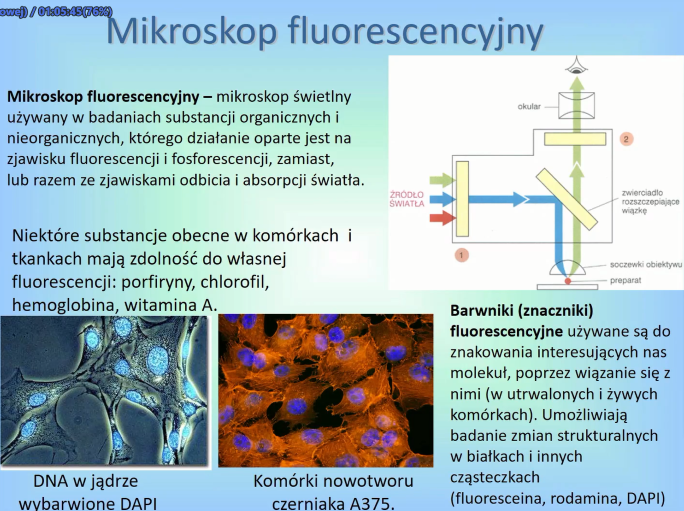 owej) / 01:05:45(76%)
Mikroskop fluorescencyjny
Mikroskop fluorescencyjny – mikroskop świetlny
używany w badaniach substancji organicznych i
nieorganicznych, którego działanie oparte jest na
zjawisku fluorescencji i fosforescencji, zamiast,
lub razem ze zjawiskami odbicia i absorpcji światła.
Niektóre substancje obecne w komórkach i
tkankach mają zdolność do własnej
fluorescencji: porfiryny, chlorofil,
hemoglobina, witamina A.
okular
2
ŹRÓDŁO
ŚWIATŁA
zwierciadło
rozszczepiające
wiązkę
1
soczewki obiektywu
preparat
Barwniki (znaczniki)
fluorescencyjne używane są do
znakowania interesujących nas
molekuł, poprzez wiązanie się z
nimi (w utrwalonych i żywych
komórkach). Umożliwiają
badanie zmian strukturalnych
w białkach i innych
cząsteczkach
(fluoresceina, rodamina, DAPI)
DNA w jądrze
wybarwione DAPI
Komórki nowotworu
czerniaka A375.